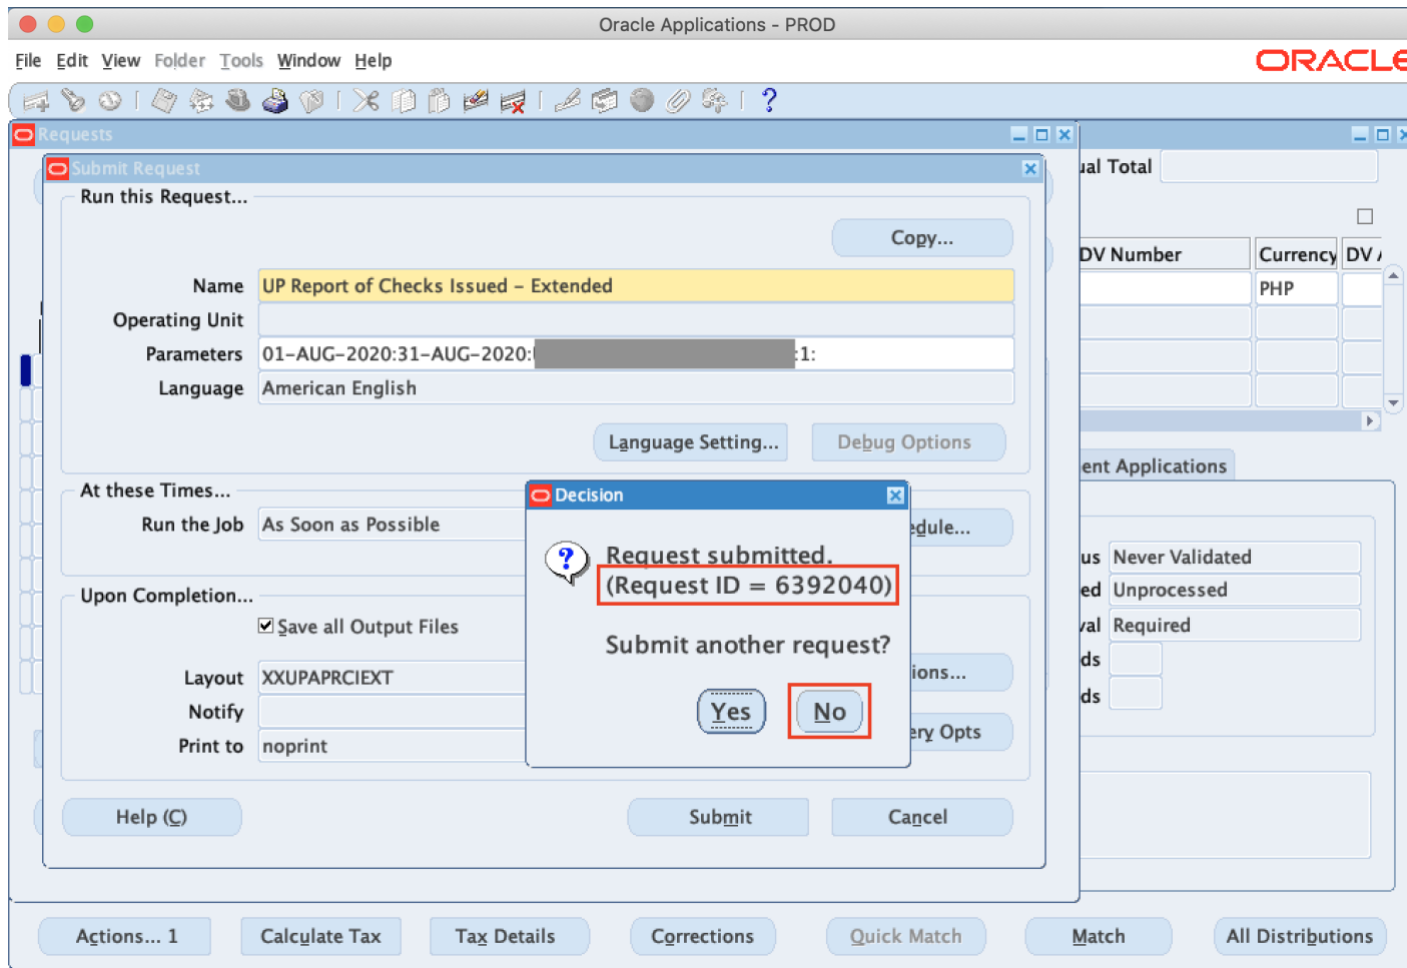 Oracle Applications - PROD
File Edit View Folder Tools Window Help
ORACLE
Requests
Submit Request
Run this Request...
Copy...
Name UP Report of Checks Issued – Extended
Operating Unit
Parameters 01-AUG-2020:31-AUG-2020: :1:
Language American English
Language Setting... Debug Options
At these Times...
Run the Job As Soon as Possible
edule...
Upon Completion...
Save all Output Files
Layout XXUPAPRCIEXT
ions...
Notify
Print to noprint
ery Opts
Help (C) Submit Cancel
Decision
Request submitted.
(Request ID = 6392040)
Submit another request?
Yes No
ual Total
DV Number Currency DV
PHP
ent Applications
us Never Validated
ed Unprocessed
val Required
ds
ds
Actions... 1 Calculate Tax Tax Details Corrections Quick Match Match All Distributions